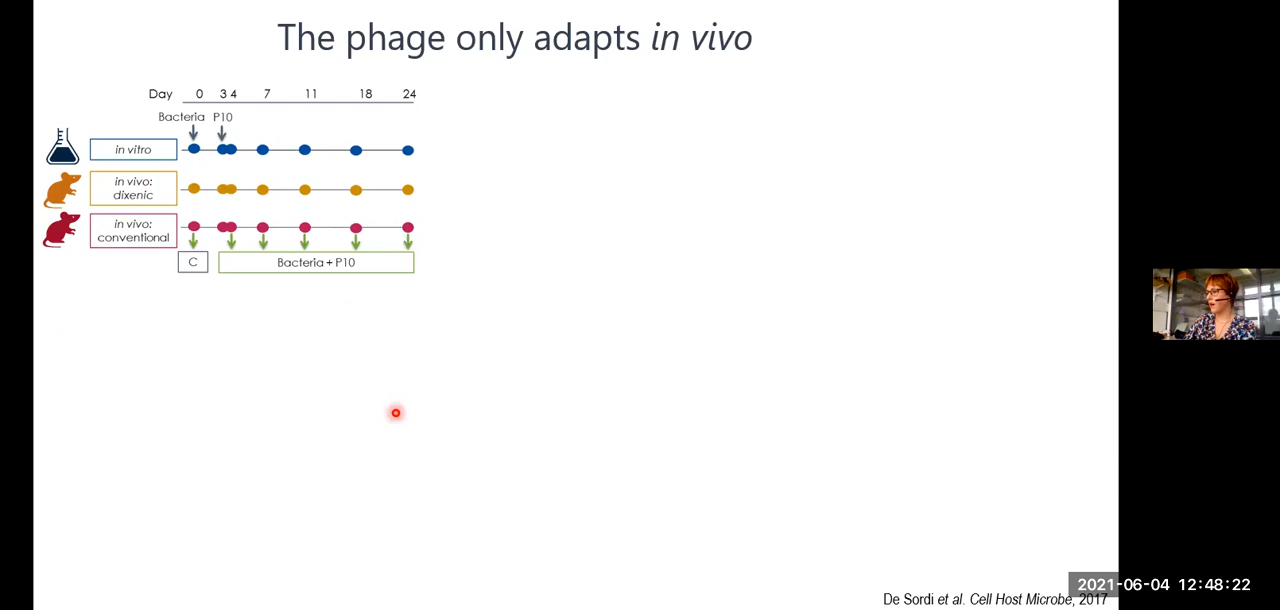 The phage only adapts in vivo
Day 0 3 4 7 11 18 24
Bacteria P10
in vitro
in vivo:
dixenic
in vivo:
conventional
C
Bacteria + P10
De Sordi et al. Cell Host Microbe, 2017
2021-06-04 12:48:22